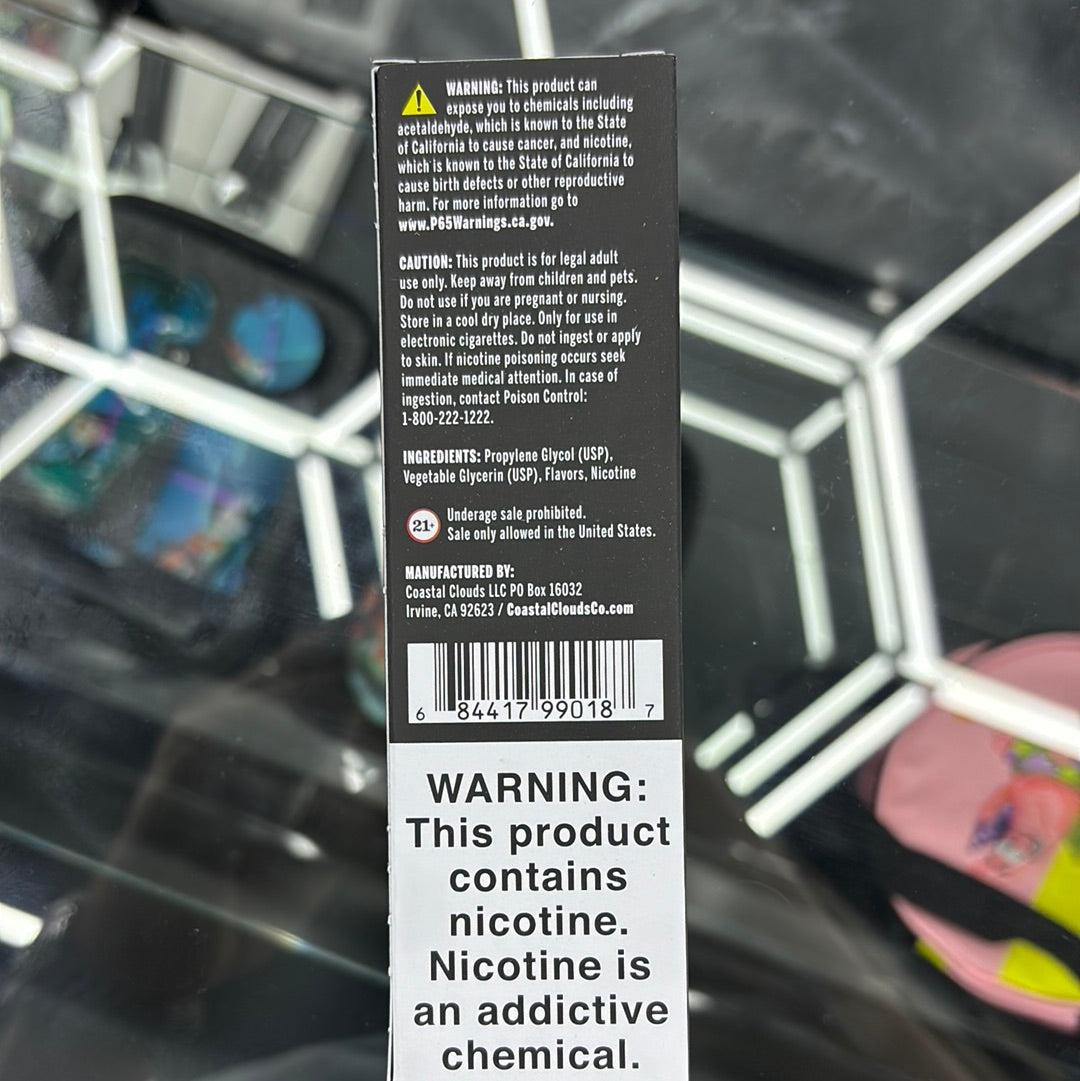 WARNING: This product can
expose you to chemicals including
acetaldehyde, which is known to the State
of California to cause cancer, and nicotine,
which is known to the State of California to
cause birth defects or other reproductive
harm. For more information go to
www.P65Warnings.ca.gov.
CAUTION: This product is for legal adult
use only. Keep away from children and pets.
Do not use if you are pregnant or nursing.
Store in a cool dry place. Only for use in
electronic cigarettes. Do not ingest or apply
to skin. If nicotine poisoning occurs seek
immediate medical attention. In case of
ingestion, contact Poison Control:
1-800-222-1222.
INGREDIENTS: Propylene Glycol (USP),
Vegetable Glycerin (USP), Flavors, Nicotine
21+
Underage sale prohibited.
Sale only allowed in the United States.
MANUFACTURED BY:
Coastal Clouds LLC PO Box 16032
Irvine, CA 92623 / CoastalCloudsCo.com
6 84417 99018 7
WARNING:
This product
contains
nicotine.
Nicotine is
an addictive
chemical.